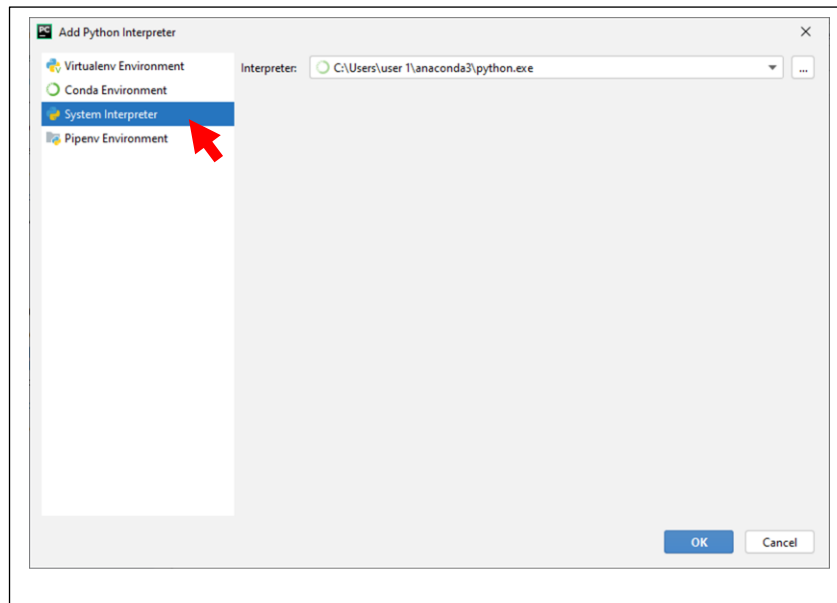 PC Add Python Interpreter
Virtualenv Environment
Conda Environment
System Interpreter
Pipenv Environment
Interpreter: C:\Users\user 1\anaconda3\python.exe ...
OK Cancel